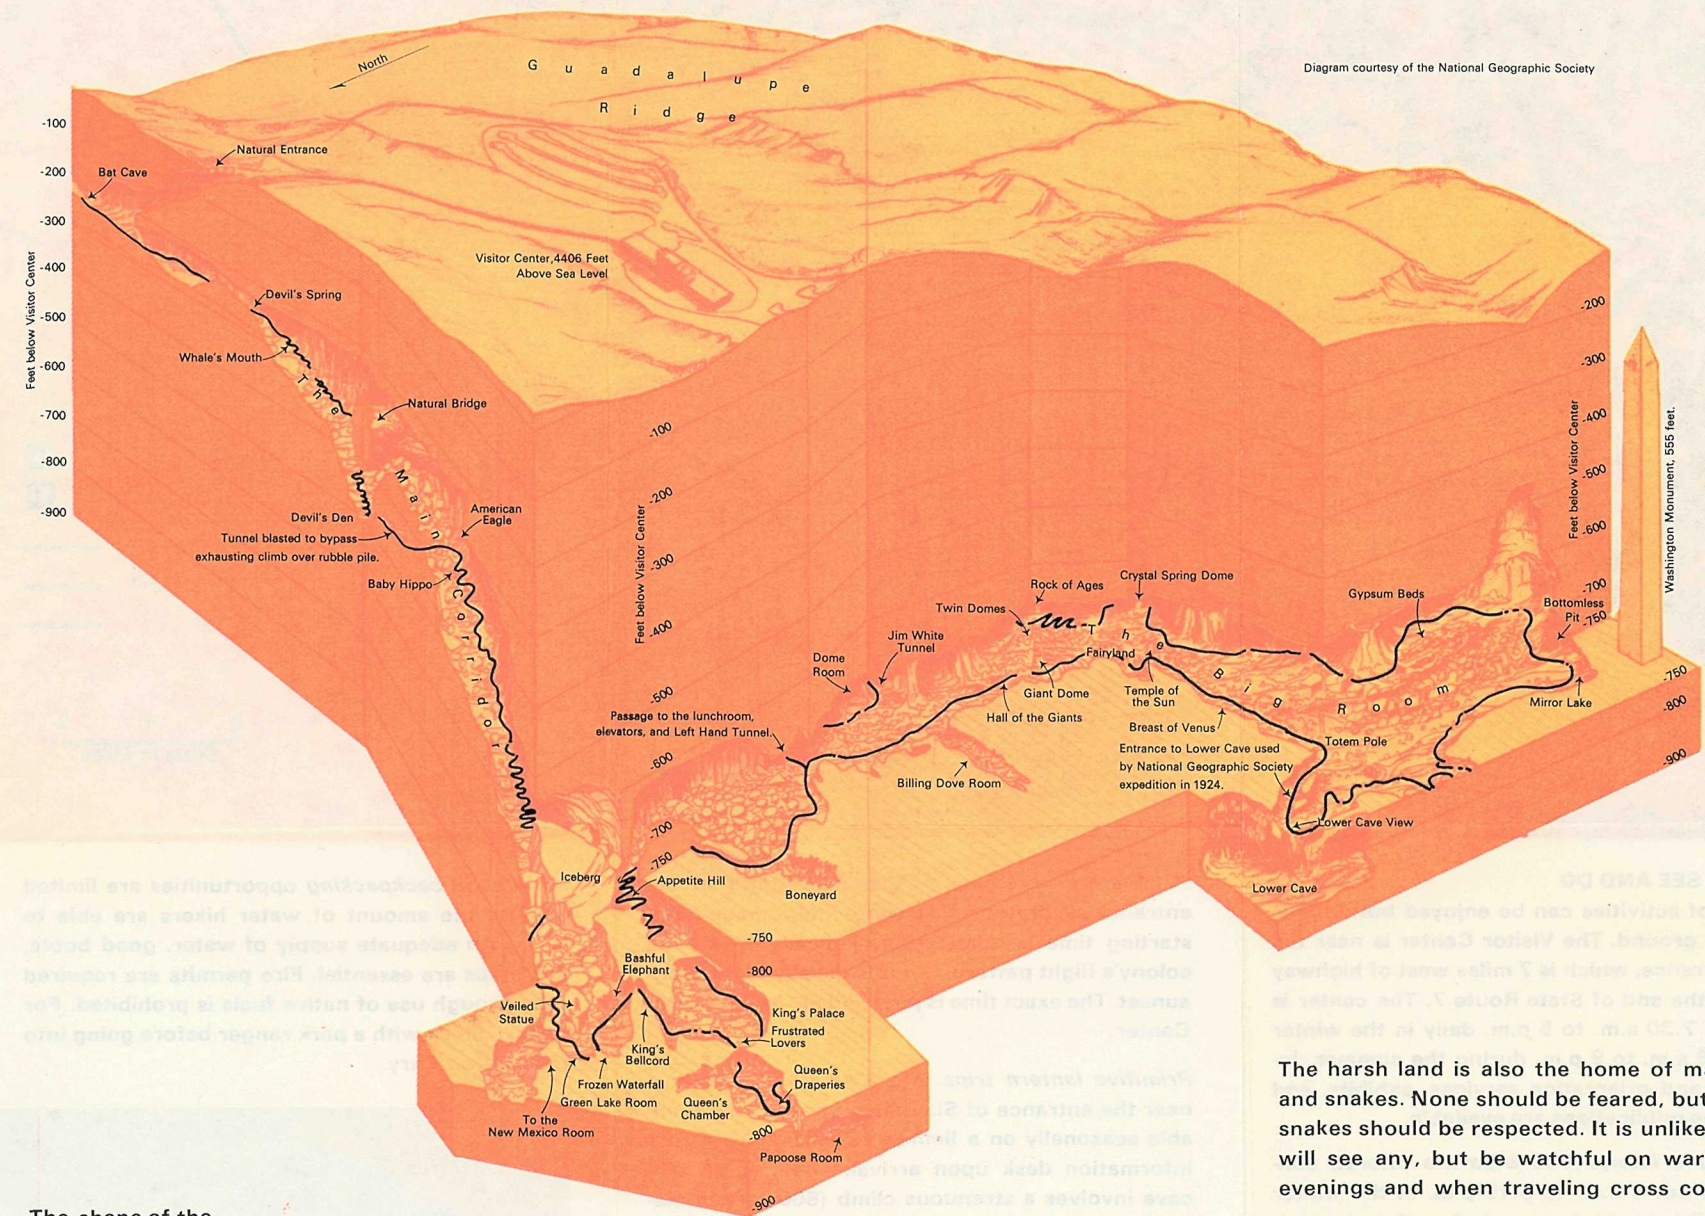 Diagram courtesy of the National Geographic Society
North
Guadalupe
Ridge
-100
-200
-300
-400
-500
-600
-700
-800
-900
Feet below Visitor Center
Natural Entrance
Bat Cave
Visitor Center,4406 Feet
Above Sea Level
Devil's Spring
Whale's Mouth
The
Natural Bridge
Main
Devil's Den
American
Eagle
Tunnel blasted to bypass
exhausting climb over rubble pile.
Baby Hippo
Corridor
-100
-200
-300
-400
-500
-600
-700
-750
Feet below Visitor Center
-200
-300
-400
-500
-600
-700
-750
Feet below Visitor Center
Washington Monument, 555 feet.
-750
-800
-900
Rock of Ages
Crystal Spring Dome
Twin Domes
Gypsum Beds
Bottomless
Pit
Jim White
Tunnel
Dome
Room
The
Fairyland
Big
Room
Giant Dome
Temple of
the Sun
Mirror Lake
Hall of the Giants
Breast of Venus
Passage to the lunchroom,
elevators, and Left Hand Tunnel.
Totem Pole
Entrance to Lower Cave used
by National Geographic Society
expedition in 1924.
Billing Dove Room
Lower Cave View
Lower Cave
Iceberg
Appetite Hill
Boneyard
-750
-800
Bashful
Elephant
Veiled
Statue
King's Palace
Frustrated
Lovers
King's
Bellcord
Frozen Waterfall
Green Lake Room
Queen's
Draperies
Queen's
Chamber
To the
New Mexico Room
-800
Papoose Room
-900
The harsh land is also the home of
and snakes. None should be feared, but
snakes should be respected. It is unlike
will see any, but be watchful on
evenings and when traveling cross
The shape of the